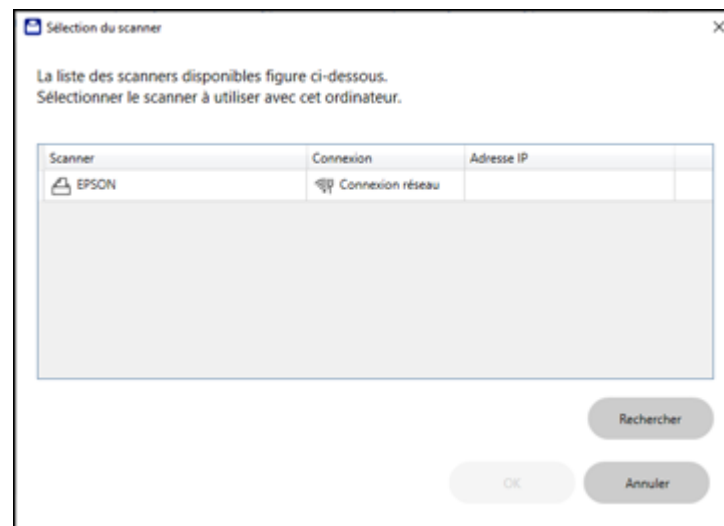 Sélection du scanner
La liste des scanners disponibles figure ci-dessous.
Sélectionner le scanner à utiliser avec cet ordinateur.
Scanner Connexion Adresse IP
EPSON Connexion réseau
Rechercher
OK Annuler